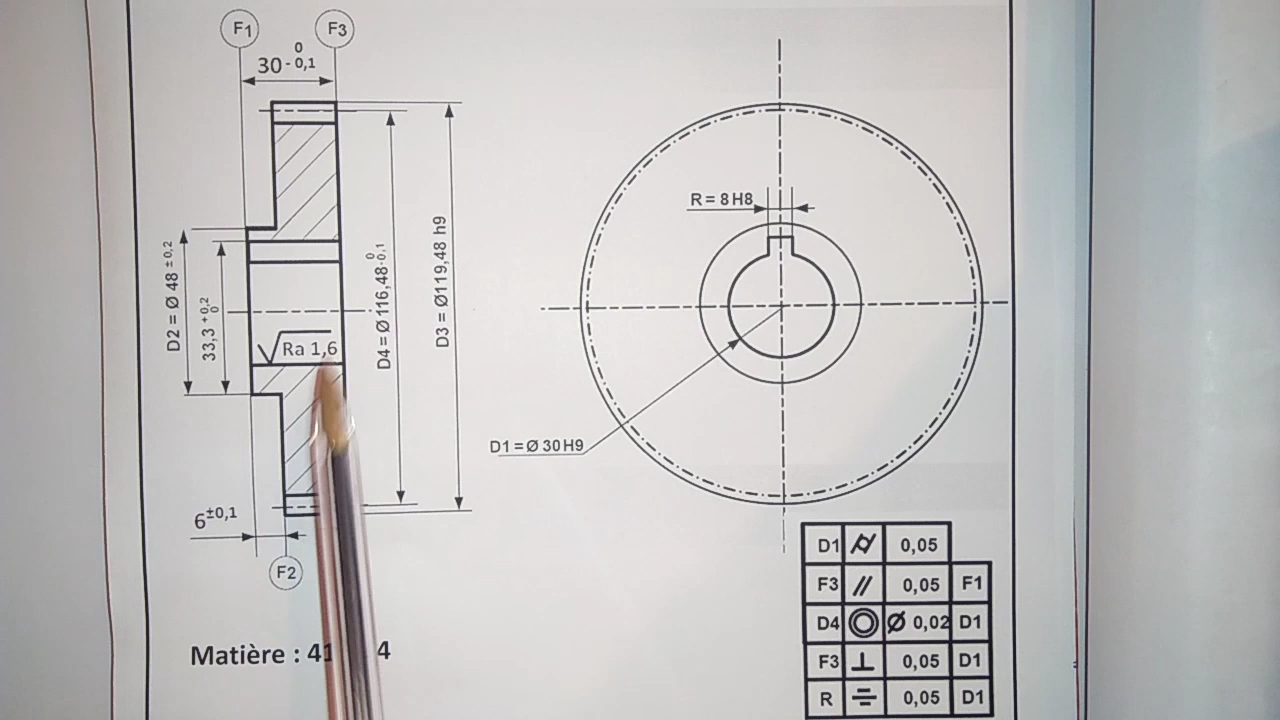 F1 F3
30 - 0 0,1
D2 = Ø 48 ±0,2
33,3 +0,2 0
Ra 1,6
D4 = Ø 116,48 0 -0,1
D3 = Ø119,48 h9
6±0,1
F2
R = 8 H8
D1 = Ø 30 H9
D1 ⌭ 0,05
F3 // 0,05 F1
D4 ◎ Ø 0,02 D1
F3 ⊥ 0,05 D1
R ⌯ 0,05 D1
Matière :